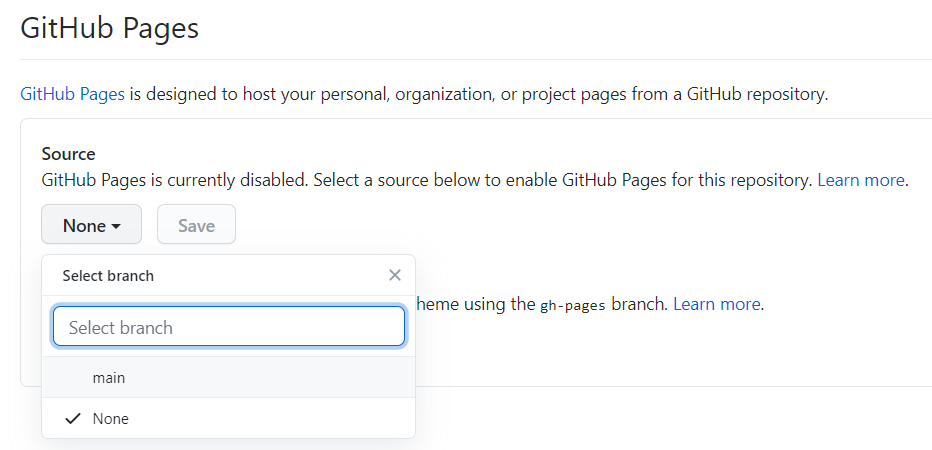 GitHub Pages
GitHub Pages is designed to host your personal, organization, or project pages from a GitHub repository.
Source
GitHub Pages is currently disabled. Select a source below to enable GitHub Pages for this repository. Learn more.
None Save
Select branch
heme using the gh-pages branch. Learn more.
Select branch
main
None